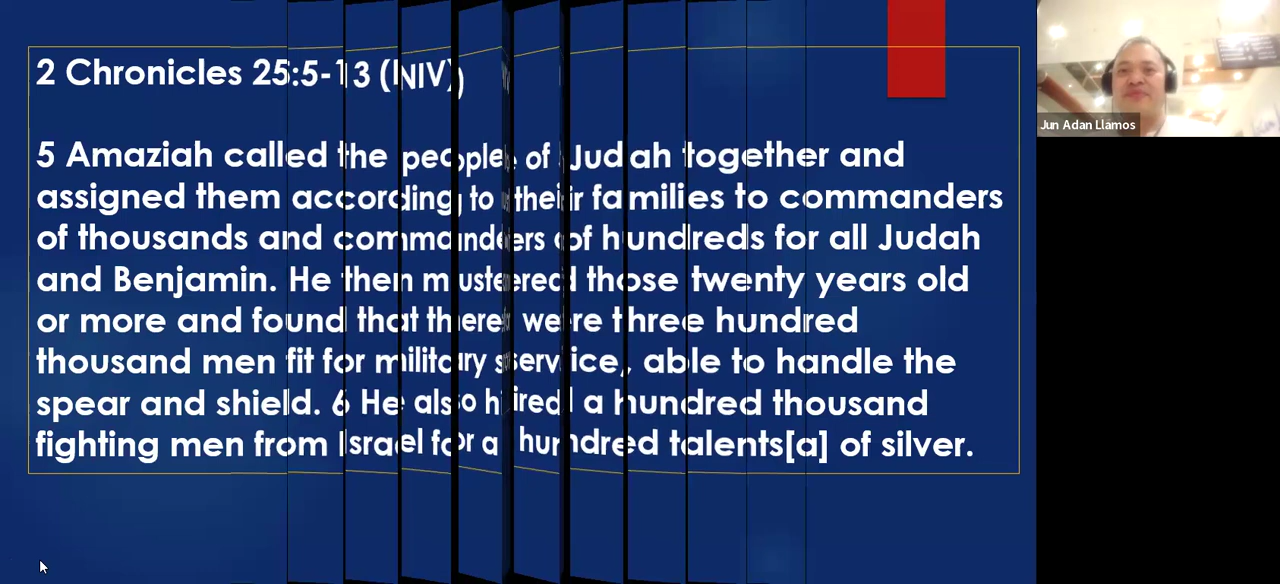 2 Chronicles 25:5-13 (NIV)
5 Amaziah called the people of Judah together and
assigned them according to their families to commanders
of thousands and commanders of hundreds for all Judah
and Benjamin. He then mustered those twenty years old
or more and found that there were three hundred
thousand men fit for military service, able to handle the
spear and shield. 6 He also hired a hundred thousand
fighting men from Israel for a hundred talents[a] of silver.
Jun Adan Llamos